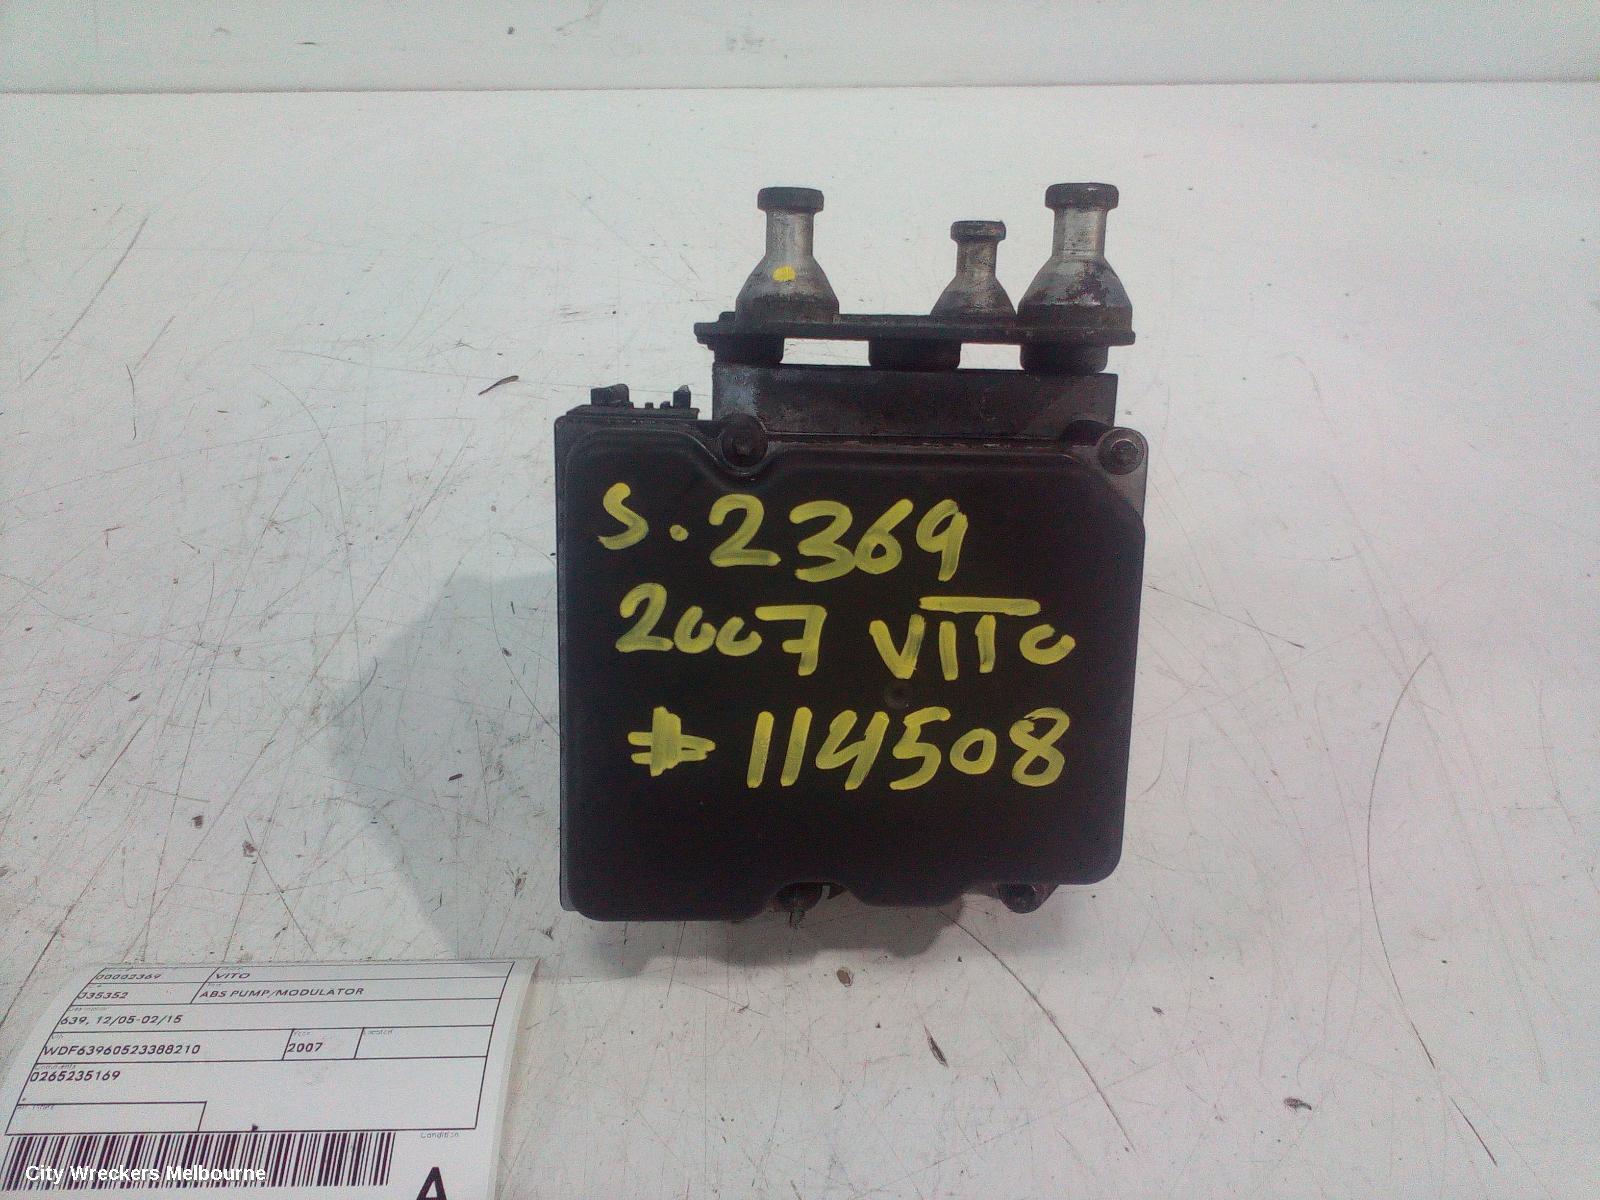 S.2369
2007 VITO
# 114508
00002369 VITO
J35352 ABS PUMP/MODULATOR
639, 12/05-02/15
WDF63960523388210 2007
0265235169
Condition
A
City Wreckers Melbourne